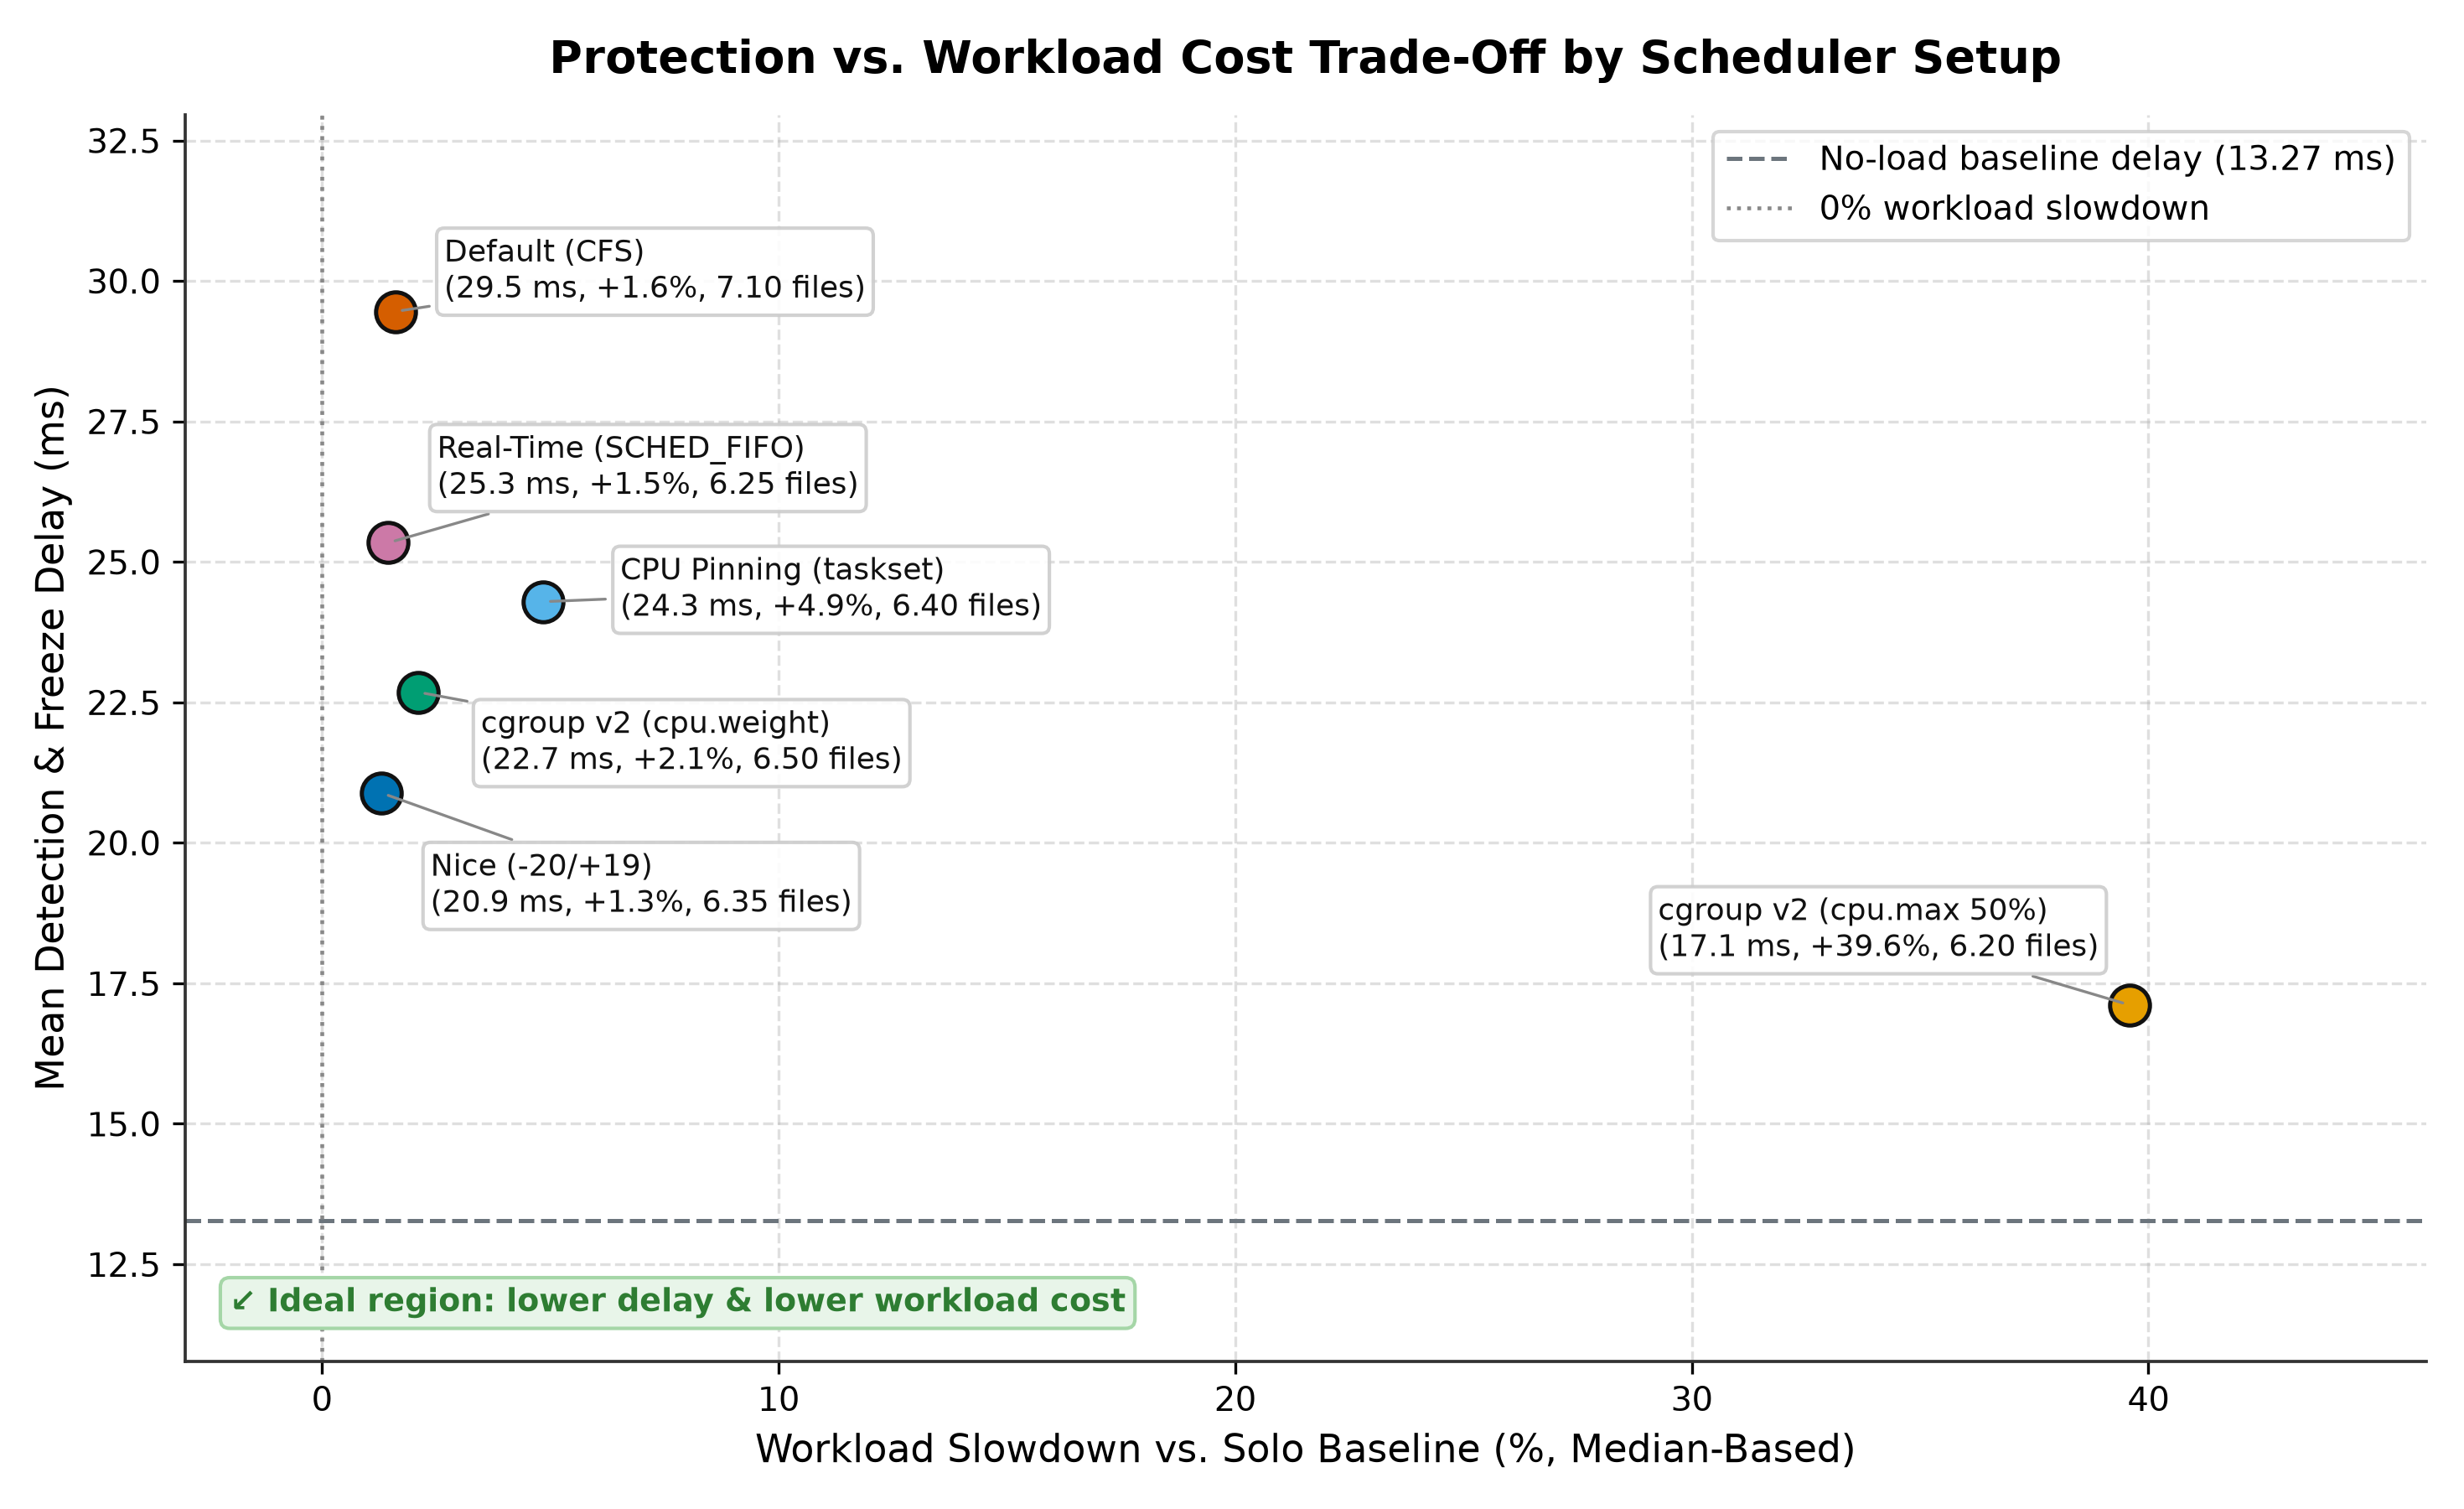 Protection vs. Workload Cost Trade-Off by Scheduler Setup
Mean Detection & Freeze Delay (ms)
32.5
30.0
27.5
25.0
22.5
20.0
17.5
15.0
12.5
No-load baseline delay (13.27 ms)
0% workload slowdown
Default (CFS)
(29.5 ms, +1.6%, 7.10 files)
Real-Time (SCHED_FIFO)
(25.3 ms, +1.5%, 6.25 files)
CPU Pinning (taskset)
(24.3 ms, +4.9%, 6.40 files)
cgroup v2 (cpu.weight)
(22.7 ms, +2.1%, 6.50 files)
Nice (-20/+19)
(20.9 ms, +1.3%, 6.35 files)
cgroup v2 (cpu.max 50%)
(17.1 ms, +39.6%, 6.20 files)
↙ Ideal region: lower delay & lower workload cost
0 10 20 30 40
Workload Slowdown vs. Solo Baseline (%, Median-Based)